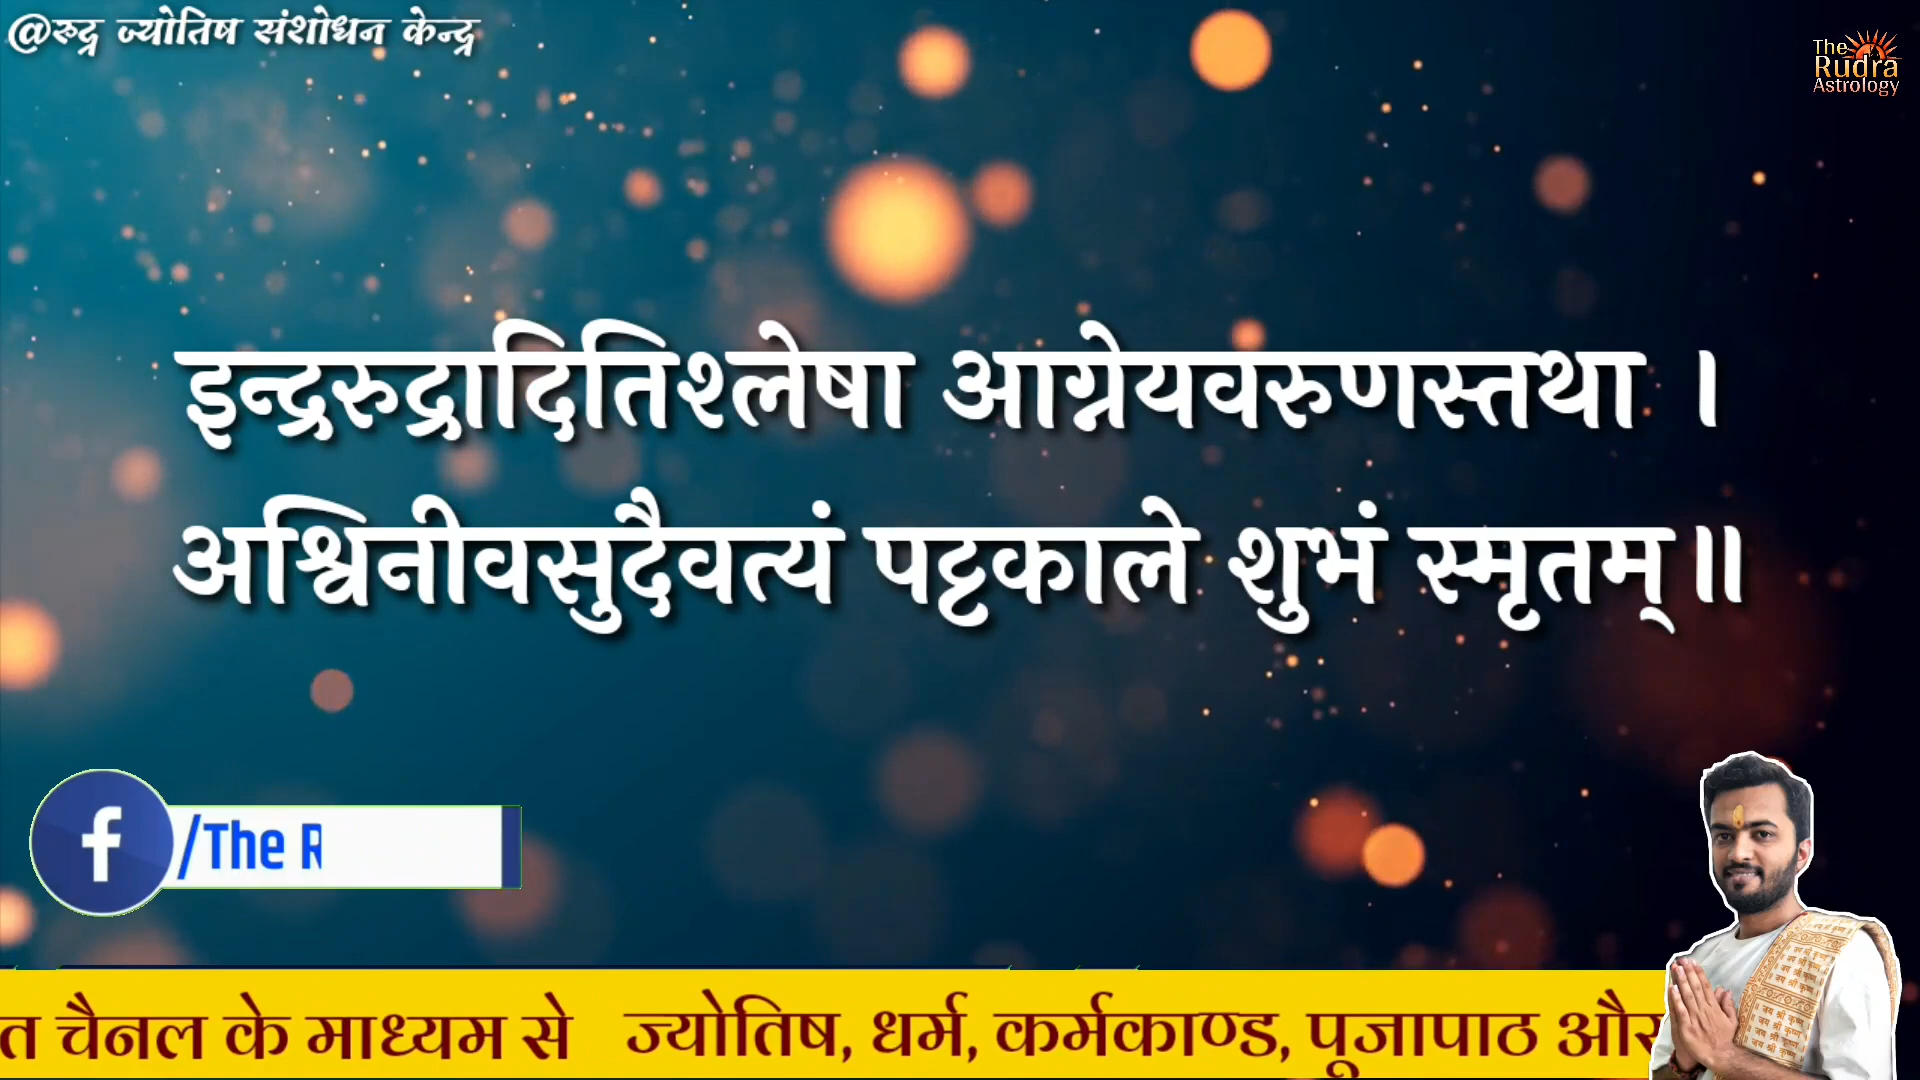 @रुद्र ज्योतिष संशोधन केन्द्र
The
Rudra
Astrology
इन्द्ररुद्रादितिश्लेषा आग्नेयवरुणस्तथा ।
अश्विनीवसुदैवत्यं पट्टकाले शुभं स्मृतम् ॥
f /The R
त चैनल के माध्यम से ज्योतिष, धर्म, कर्मकाण्ड, पूजापाठ और